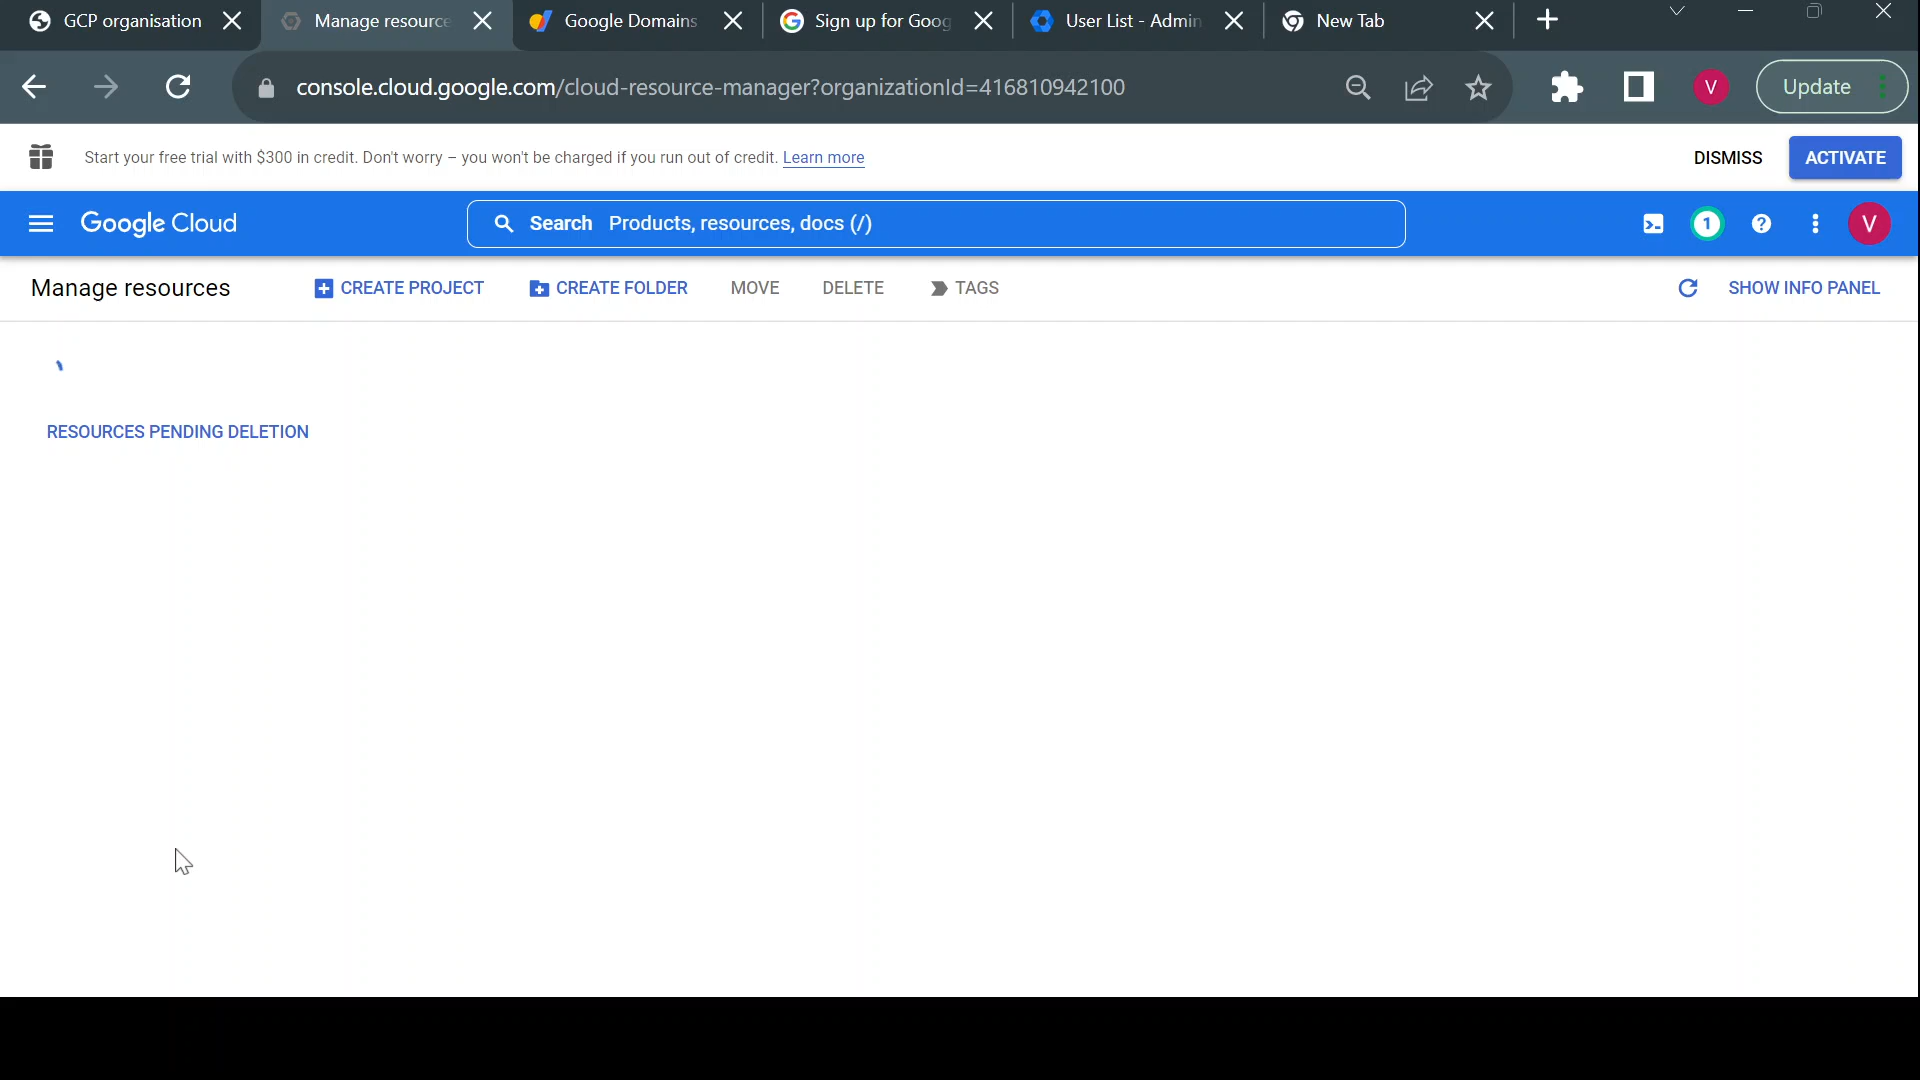 GCP organisation
Manage resource
Google Domains
Sign up for Goog
User List - Admin
New Tab
console.cloud.google.com/cloud-resource-manager?organizationId=416810942100
V
Update
Start your free trial with $300 in credit. Don't worry – you won't be charged if you run out of credit. Learn more
DISMISS
ACTIVATE
Google Cloud
Search Products, resources, docs (/)
1
?
V
Manage resources
CREATE PROJECT
CREATE FOLDER
MOVE
DELETE
TAGS
SHOW INFO PANEL
RESOURCES PENDING DELETION